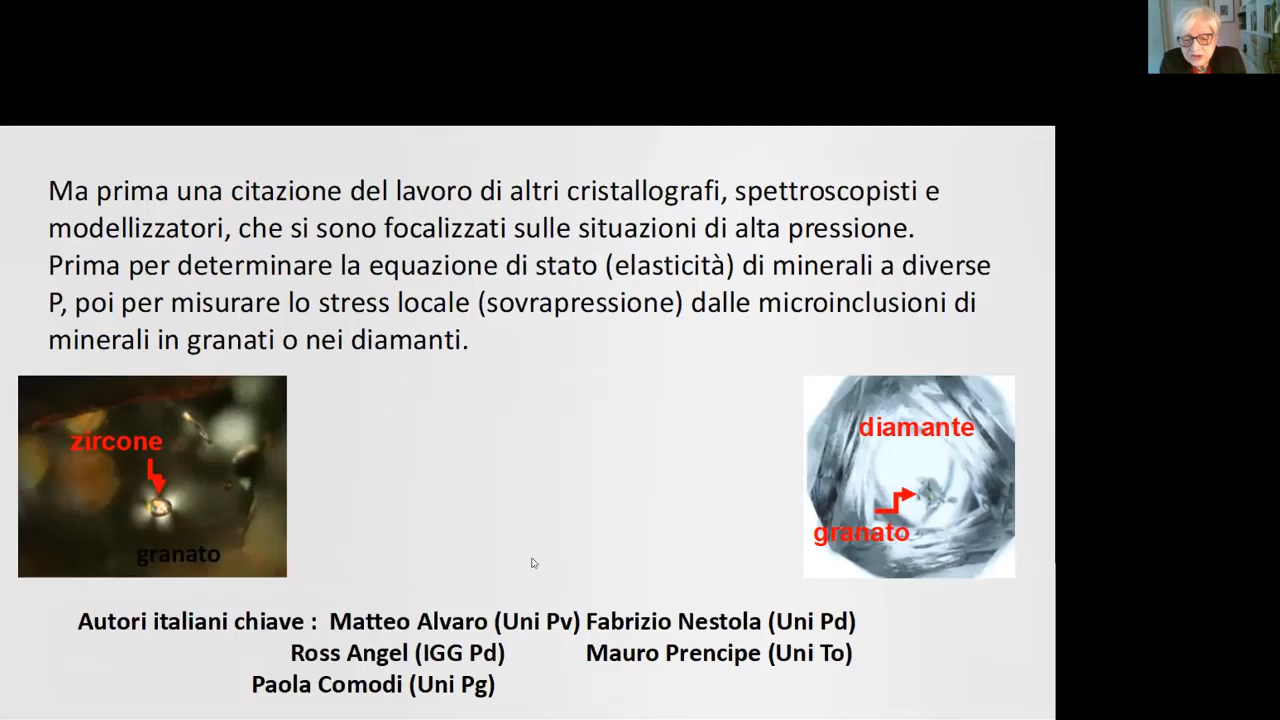 Ma prima una citazione del lavoro di altri cristallografi, spettroscopisti e
modellizzatori, che si sono focalizzati sulle situazioni di alta pressione.
Prima per determinare la equazione di stato (elasticità) di minerali a diverse
P, poi per misurare lo stress locale (sovrapressione) dalle microinclusioni di
minerali in granati o nei diamanti.
zircone
granato
diamante
granato
Autori italiani chiave : Matteo Alvaro (Uni Pv) Fabrizio Nestola (Uni Pd)
Ross Angel (IGG Pd) Mauro Prencipe (Uni To)
Paola Comodi (Uni Pg)